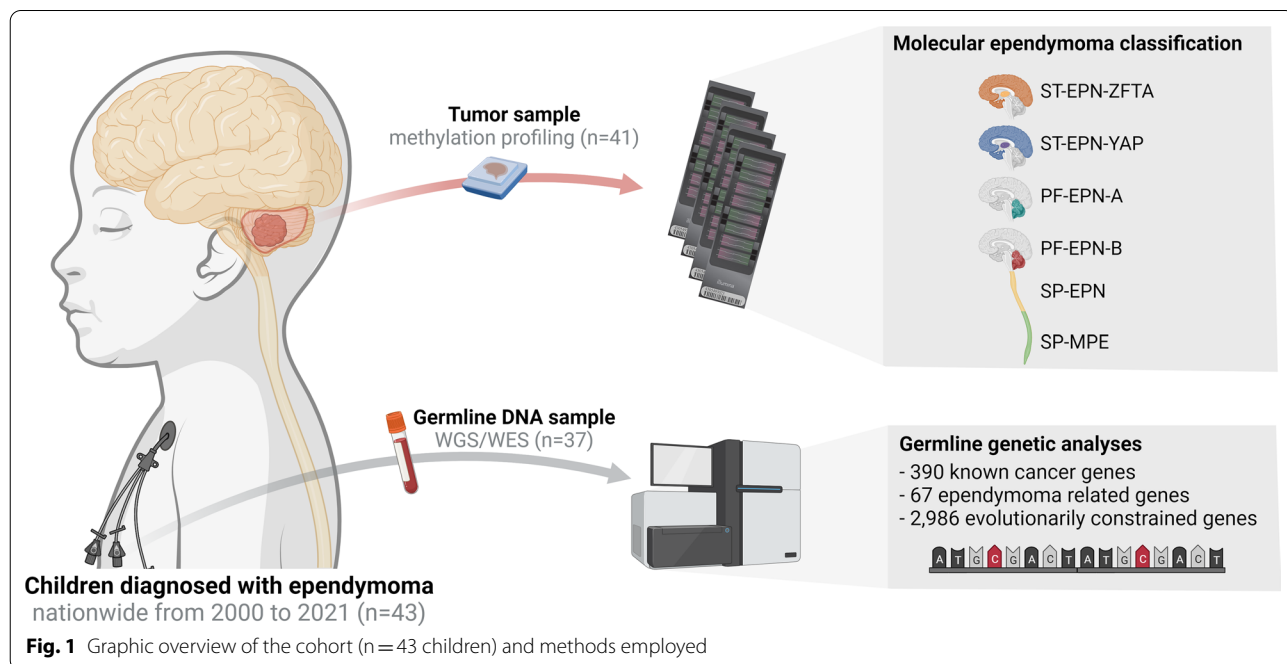 Molecular ependymoma classification
ST-EPN-ZFTA
ST-EPN-YAP
PF-EPN-A
PF-EPN-B
SP-EPN
SP-MPE
Tumor sample
methylation profiling (n=41)
Germline DNA sample
WGS/WES (n=37)
Germline genetic analyses
- 390 known cancer genes
- 67 ependymoma related genes
- 2,986 evolutionarily constrained genes
A T G C G A C T A T G C G A C T
Children diagnosed with ependymoma
nationwide from 2000 to 2021 (n=43)
Fig. 1 Graphic overview of the cohort (n = 43 children) and methods employed